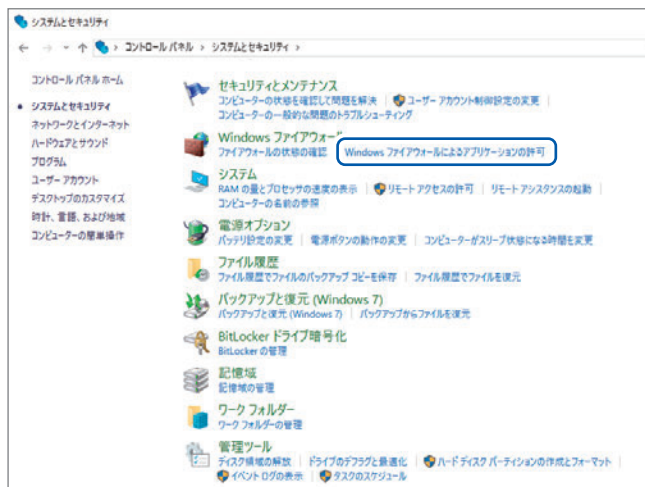 システムとセキュリティ
コントロール パネル > システムとセキュリティ >
コントロール パネル ホーム
システムとセキュリティ
ネットワークとインターネット
ハードウェアとサウンド
プログラム
ユーザー アカウント
デスクトップのカスタマイズ
時計、言語、および地域
コンピューターの簡単操作
セキュリティとメンテナンス
コンピューターの状態を確認して問題を解決 | ユーザー アカウント制御設定の変更 |
コンピューターの一般的な問題のトラブルシューティング
Windows ファイアウォール
ファイアウォールの状態の確認 | Windows ファイアウォールによるアプリケーションの許可
システム
RAM の量とプロセッサの速度の表示 | リモート アクセスの許可 | リモート アシスタンスの起動 |
コンピューターの名前の参照
電源オプション
バッテリ設定の変更 | 電源ボタンの動作の変更 | コンピューターがスリープ状態になる時間を変更
ファイル履歴
ファイル履歴でファイルのバックアップ コピーを保存 | ファイル履歴でファイルを復元
バックアップと復元 (Windows 7)
バックアップと復元 (Windows 7) | バックアップからファイルを復元
BitLocker ドライブ暗号化
BitLocker の管理
記憶域
記憶域の管理
ワーク フォルダー
ワーク フォルダーの管理
管理ツール
ディスク領域の解放 | ドライブのデフラグと最適化 | ハード ディスク パーティションの作成とフォーマット |
イベント ログの表示 | タスクのスケジュール